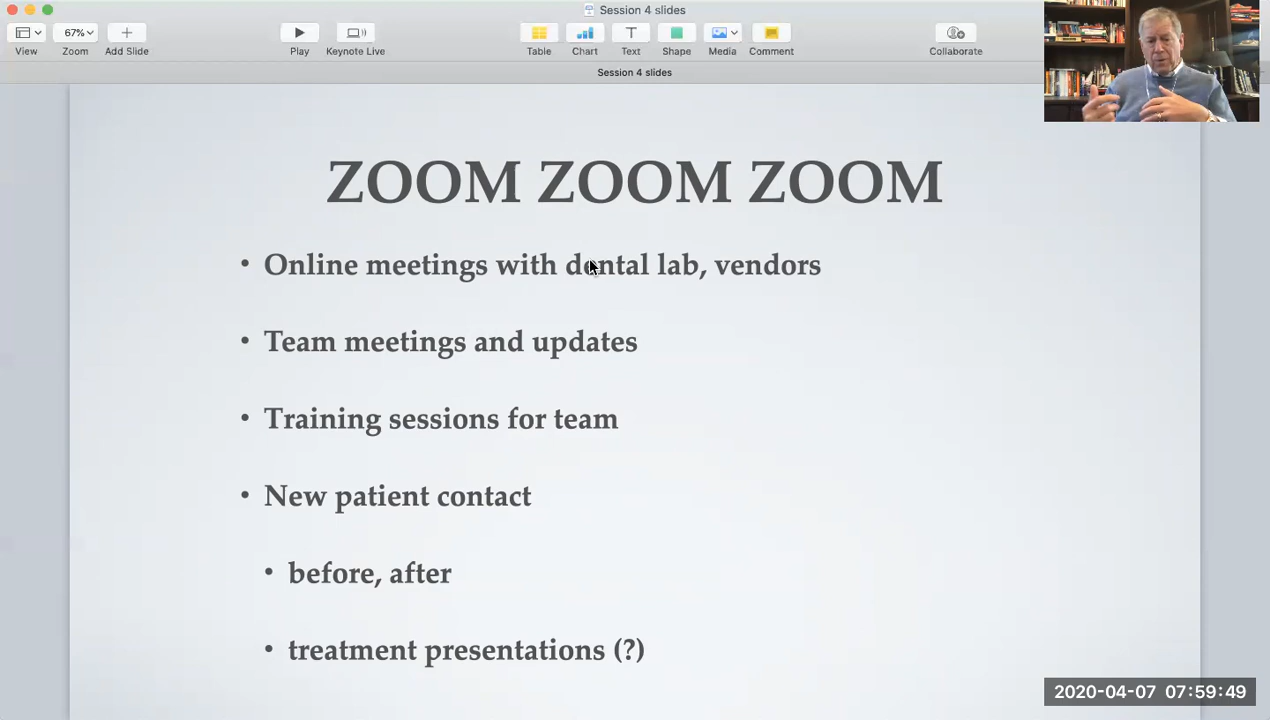 Session 4 slides
67%
View
Zoom
Add Slide
Play
Keynote Live
Table
Chart
Text
Shape
Media
Comment
Collaborate
Session 4 slides
ZOOM ZOOM ZOOM
• Online meetings with dental lab, vendors
• Team meetings and updates
• Training sessions for team
• New patient contact
• before, after
• treatment presentations (?)
2020-04-07 07:59:49